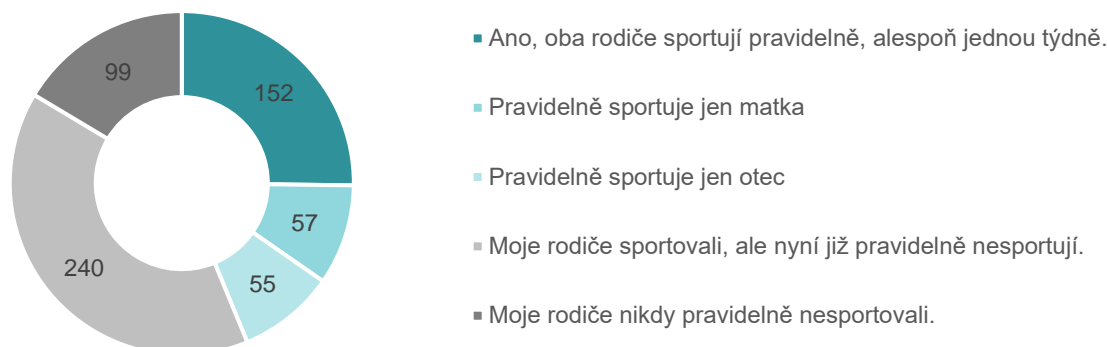 99
152
57
55
240
Ano, oba rodiče sportují pravidelně, alespoň jednou týdně.
Pravidelně sportuje jen matka
Pravidelně sportuje jen otec
Moje rodiče sportovali, ale nyní již pravidelně nesportují.
Moje rodiče nikdy pravidelně nesportovali.